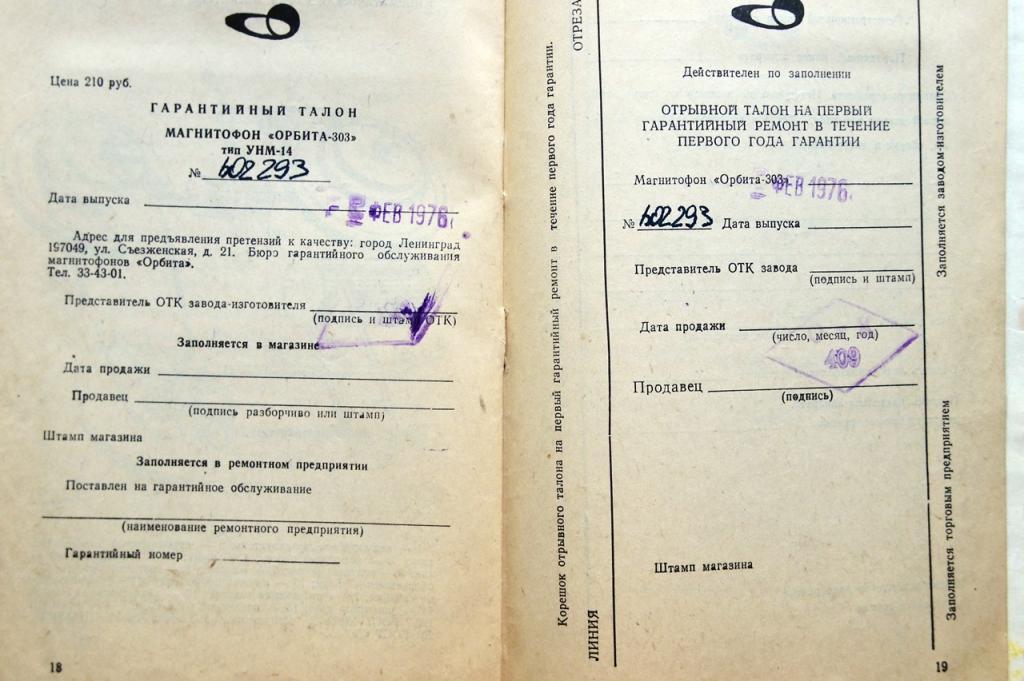 Цена 210 руб.
ГАРАНТИЙНЫЙ ТАЛОН
МАГНИТОФОН «ОРБИТА-303»
тип УНМ-14
№ 602293
Дата выпуска ФЕВ 1976
Адрес для предъявления претензий к качеству: город Ленинград
197049, ул. Съезженская, д. 21. Бюро гарантийного обслуживания
магнитофонов «Орбита».
Тел. 33-43-01.
Представитель ОТК завода-изготовителя
(подпись и штамп ОТК)
Заполняется в магазине
Дата продажи
Продавец
(подпись разборчиво или штамп)
Штамп магазина
Заполняется в ремонтном предприятии
Поставлен на гарантийное обслуживание
(наименование ремонтного предприятия)
Гарантийный номер
18
Корешок отрывного талона на первый гарантийный ремонт в течение первого года гарантии.
ЛИНИЯ ОТРЕЗА
Действителен по заполнении
ОТРЫВНОЙ ТАЛОН НА ПЕРВЫЙ
ГАРАНТИЙНЫЙ РЕМОНТ В ТЕЧЕНИЕ
ПЕРВОГО ГОДА ГАРАНТИИ
Магнитофон «Орбита-303» ФЕВ 1976
№ 602293 Дата выпуска
Представитель ОТК завода
(подпись и штамп)
Дата продажи
(число, месяц, год)
409
Продавец
(подпись)
Штамп магазина
Заполняется заводом-изготовителем
Заполняется торговым предприятием
19